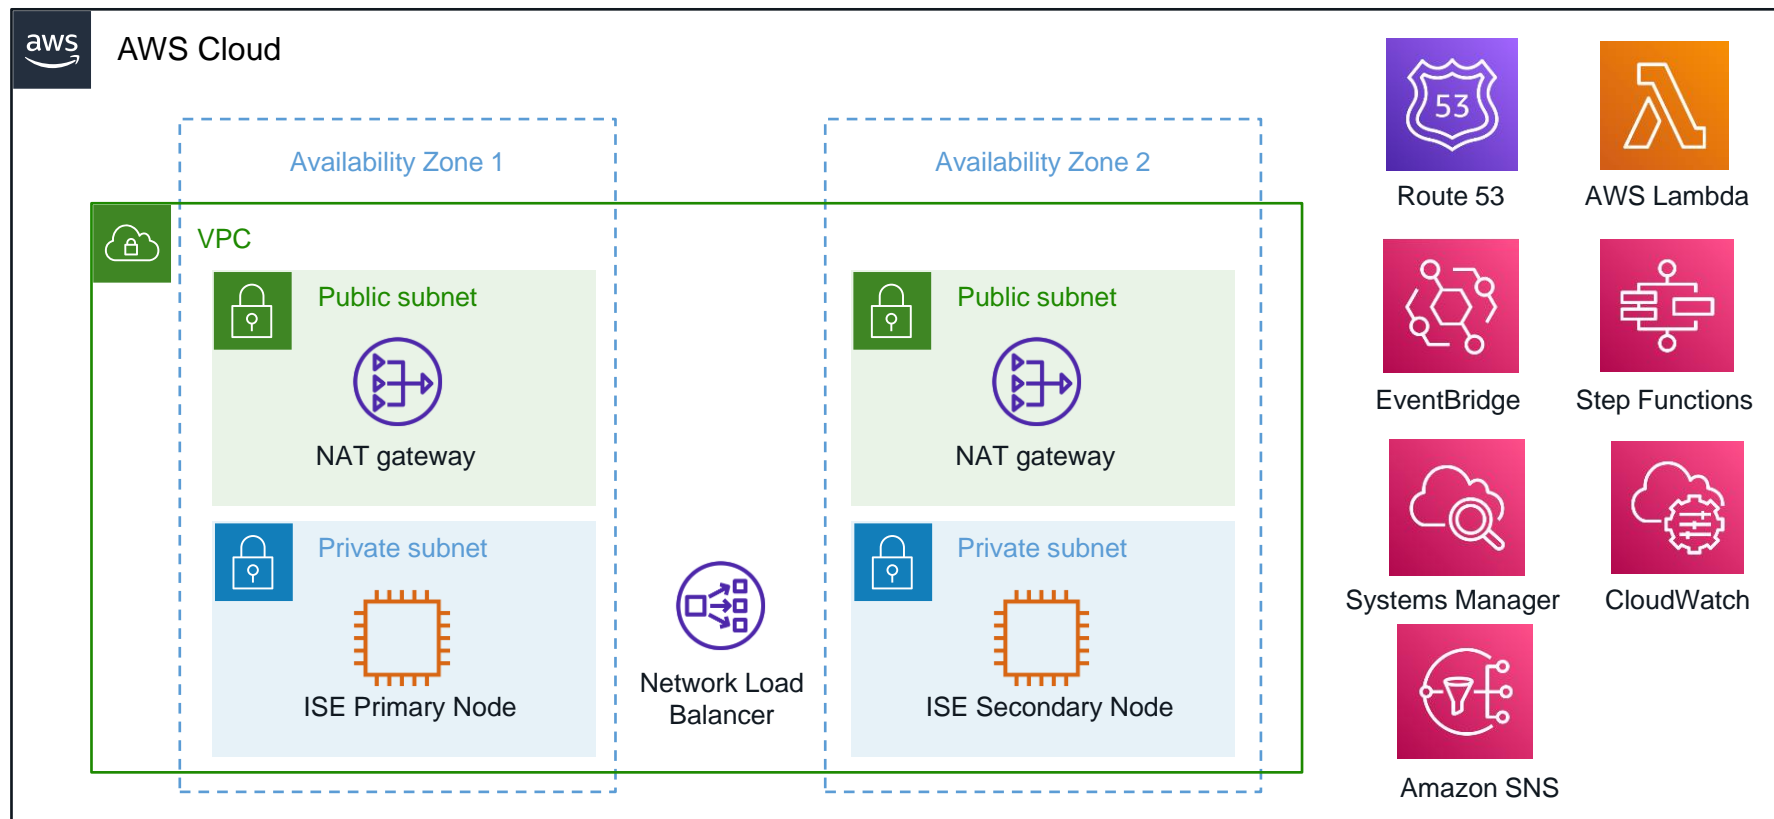 aws
AWS Cloud
Availability Zone 1
Availability Zone 2
VPC
Public subnet
NAT gateway
Public subnet
NAT gateway
Private subnet
ISE Primary Node
Network Load
Balancer
Private subnet
ISE Secondary Node
53
Route 53
AWS Lambda
EventBridge
Step Functions
Systems Manager
CloudWatch
Amazon SNS